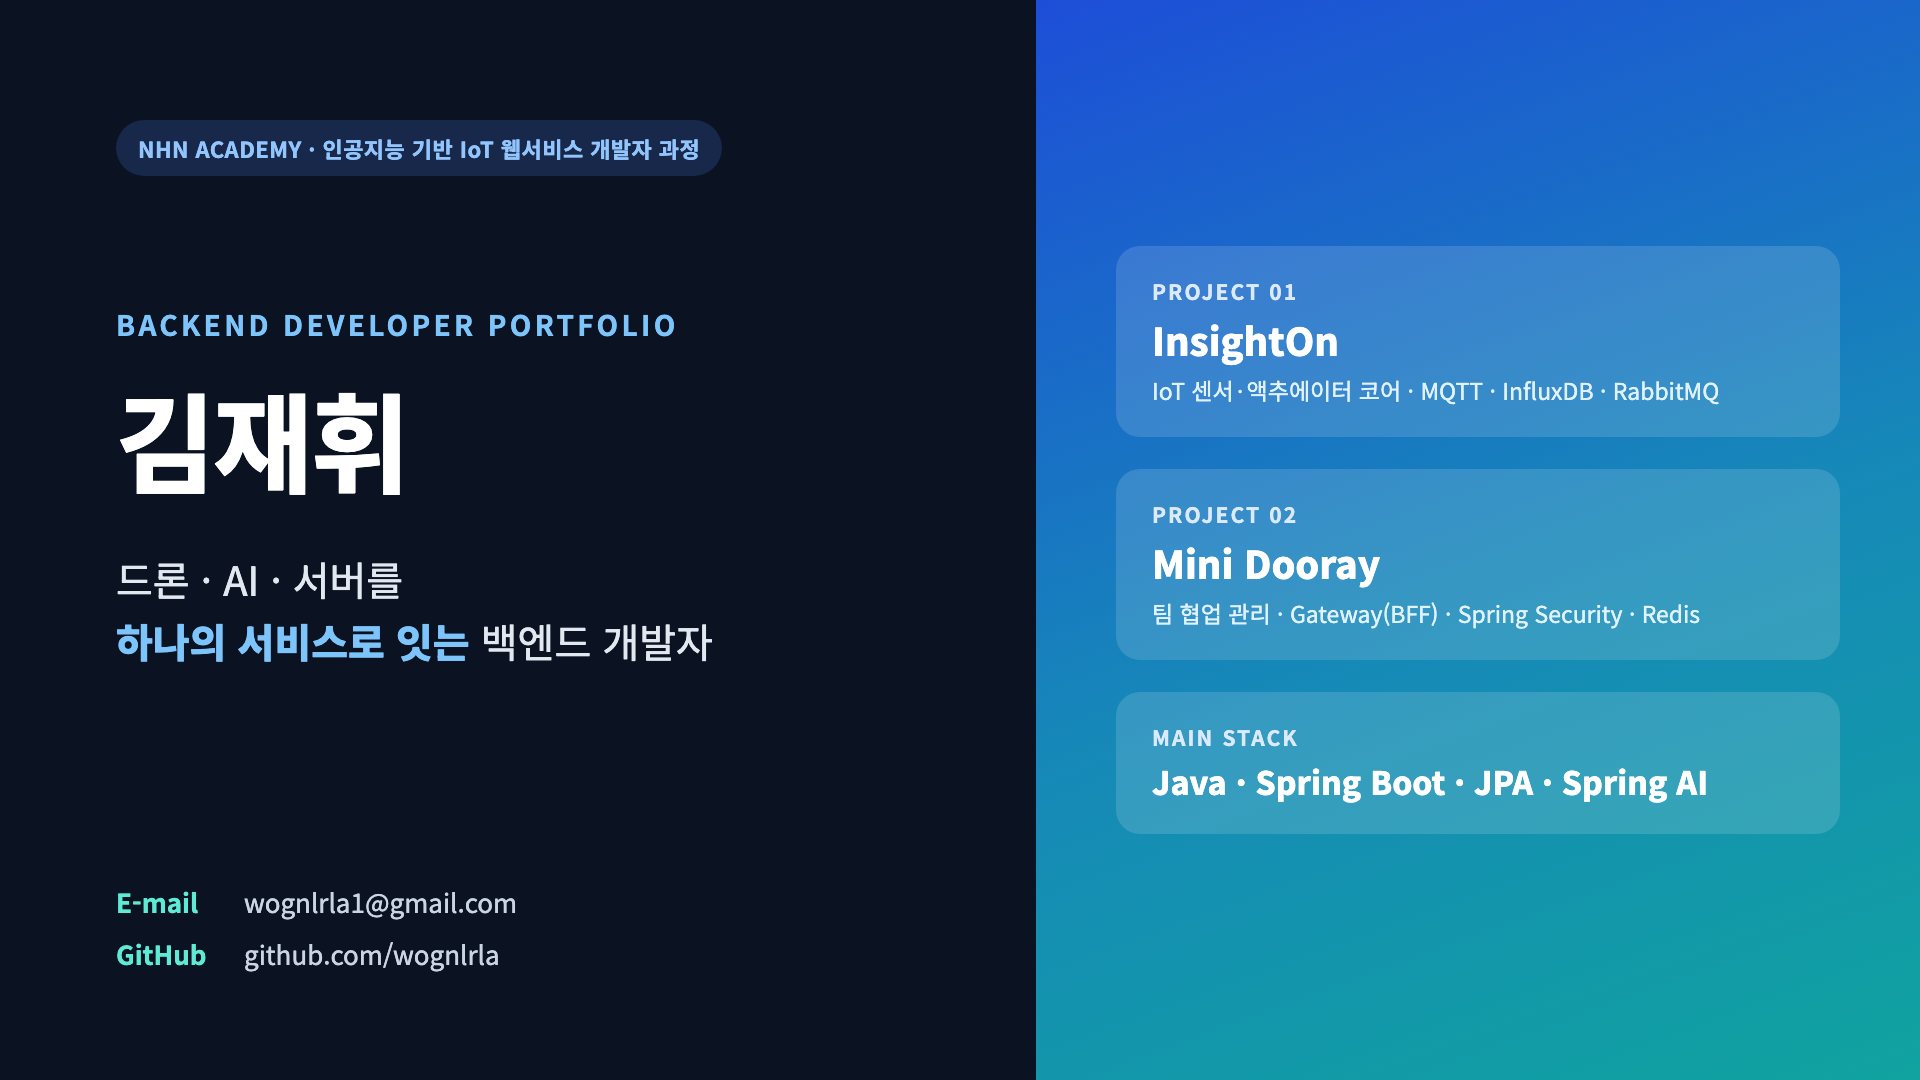 NHN ACADEMY · 인공지능 기반 IoT 웹서비스 개발자 과정
BACKEND DEVELOPER PORTFOLIO
김재휘
드론 · AI · 서버를
하나의 서비스로 잇는 백엔드 개발자
E-mail wognlrla1@gmail.com
GitHub github.com/wognlrla
PROJECT 01
InsightOn
IoT 센서·액추에이터 코어 · MQTT · InfluxDB · RabbitMQ
PROJECT 02
Mini Dooray
팀 협업 관리 · Gateway(BFF) · Spring Security · Redis
MAIN STACK
Java · Spring Boot · JPA · Spring AI